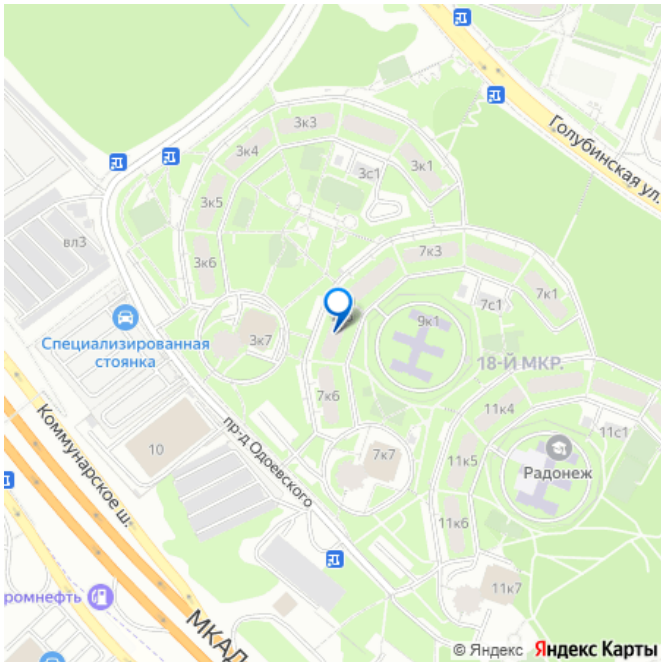 Голубинская ул.
3к3
3к4
3с1
3к1
3к5
вл3
3к6
7к3
7с1
7к1
Специализированная
стоянка
3к7
9к1
18-Й МКР.
7к6
11к4
11с1
Коммунарское ш.
10
пр-д Одоевского
7к7
11к5
Радонеж
11к6
11к7
ромнефть
МКАД
© Яндекс Яндекс Карты